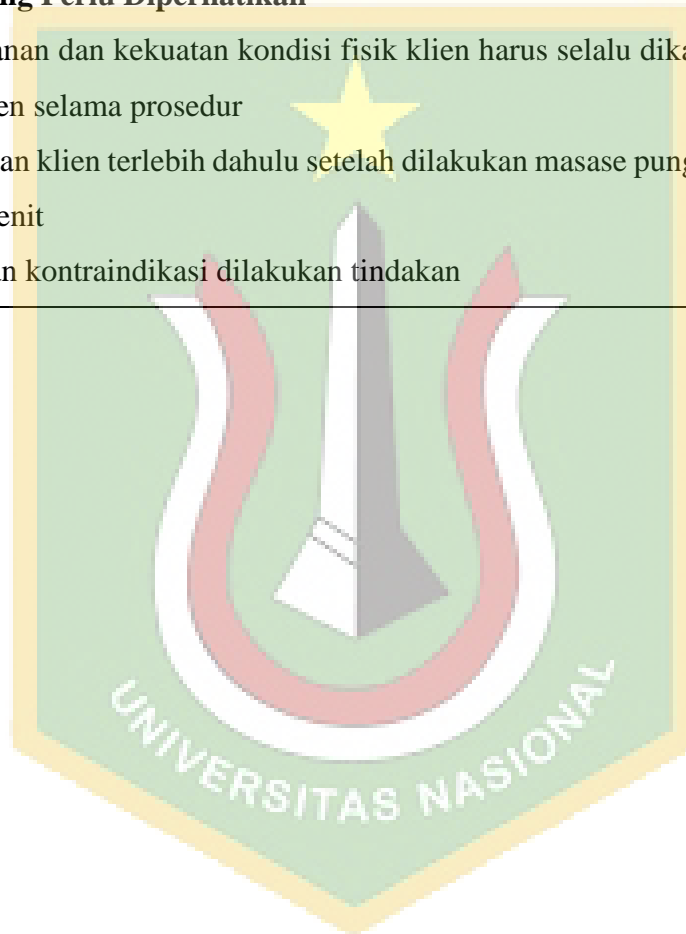 ng Perlu Diperhatikan
anan dan kekuatan kondisi fisik klien harus selalu dika
en selama prosedur
an klien terlebih dahulu setelah dilakukan masase pung
enit
an kontraindikasi dilakukan tindakan
UNIVERSITAS NASIONAL